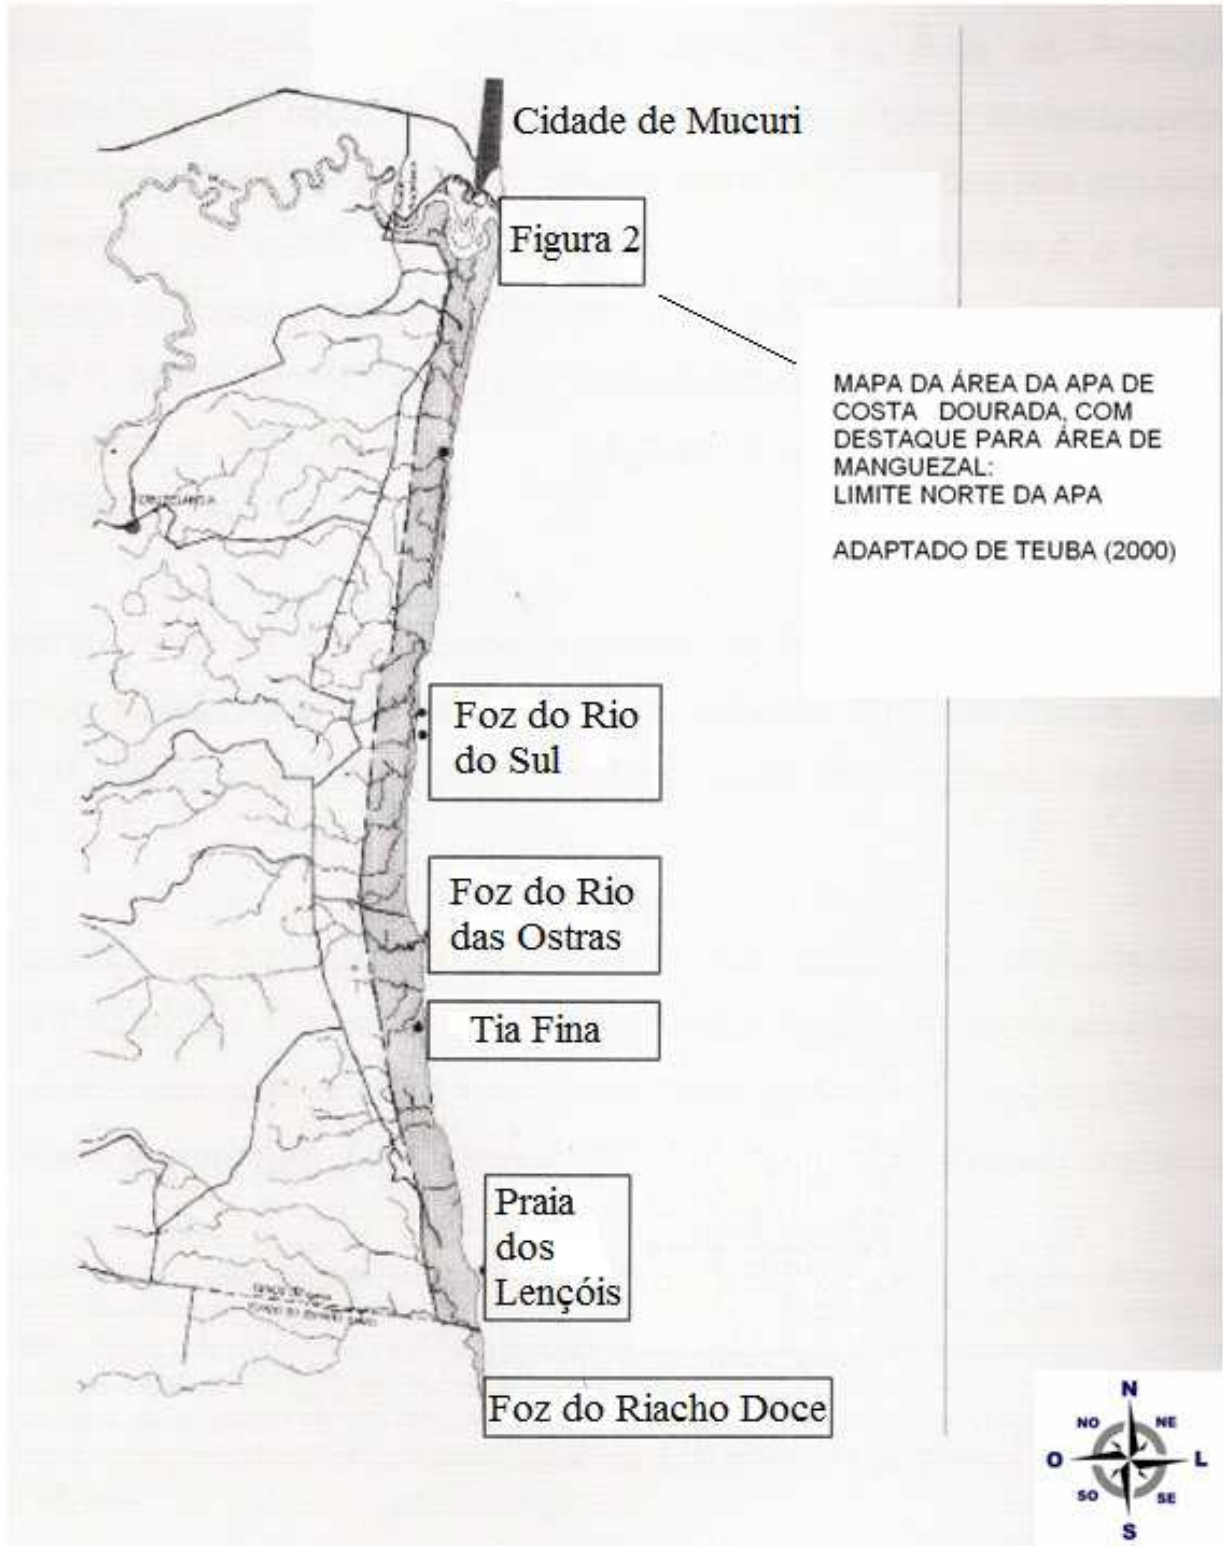 Cidade de Mucuri
Figura 2
MAPA DA ÁREA DA APA DE
COSTA DOURADA, COM
DESTAQUE PARA ÁREA DE
MANGUEZAL:
LIMITE NORTE DA APA
ADAPTADO DE TEUBA (2000)
Foz do Rio
do Sul
Foz do Rio
das Ostras
Tia Fina
Praia
dos
Lençóis
Foz do Riacho Doce
N
NO
NE
O
L
SO
SE
S